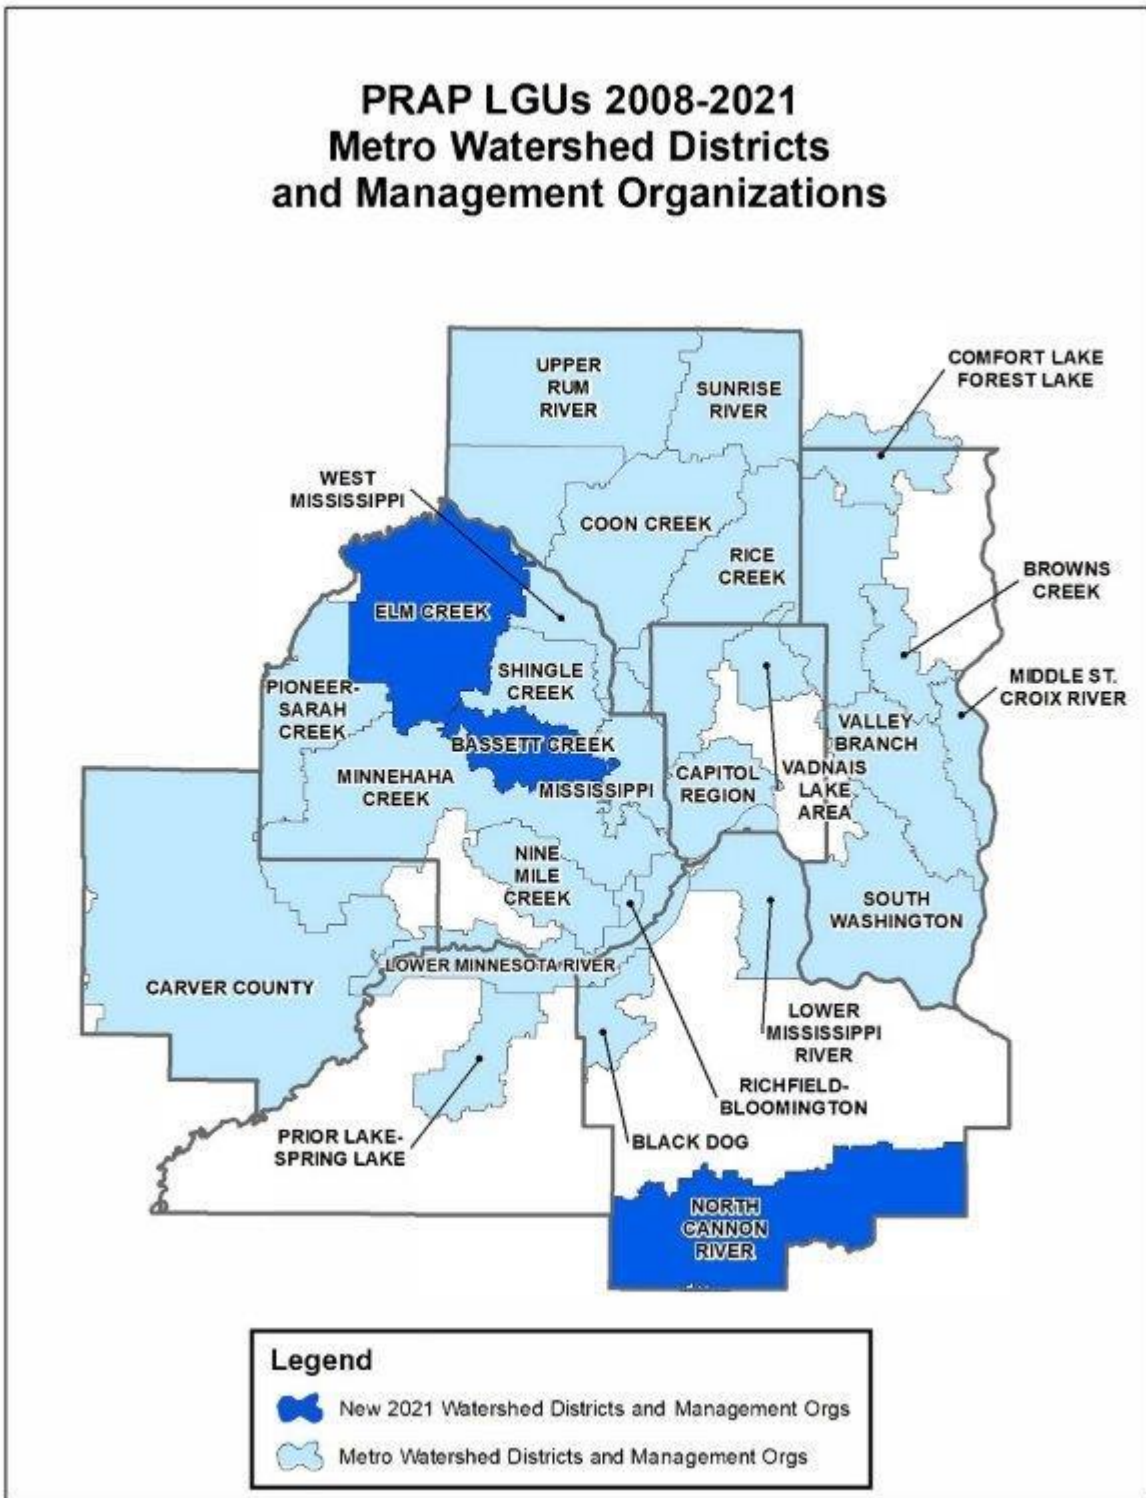 PRAP LGUs 2008-2021
Metro Watershed Districts
and Management Organizations
UPPER
RUM
RIVER
SUNRISE
RIVER
COMFORT LAKE
FOREST LAKE
WEST
MISSISSIPPI
COON CREEK
RICE
CREEK
BROWNS
CREEK
ELM CREEK
SHINGLE
CREEK
PIONEER-
SARAH
CREEK
MIDDLE ST.
CROIX RIVER
VALLEY
BRANCH
BASSETT CREEK
MINNEHAHA
CREEK
MISSISSIPPI
CAPITOL
REGION
VADNAIS
LAKE
AREA
NINE
MILE
CREEK
SOUTH
WASHINGTON
LOWER MINNESOTA RIVER
CARVER COUNTY
LOWER
MISSISSIPPI
RIVER
RICHFIELD-
BLOOMINGTON
PRIOR LAKE-
SPRING LAKE
BLACK DOG
NORTH
CANNON
RIVER
Legend
New 2021 Watershed Districts and Management Orgs
Metro Watershed Districts and Management Orgs